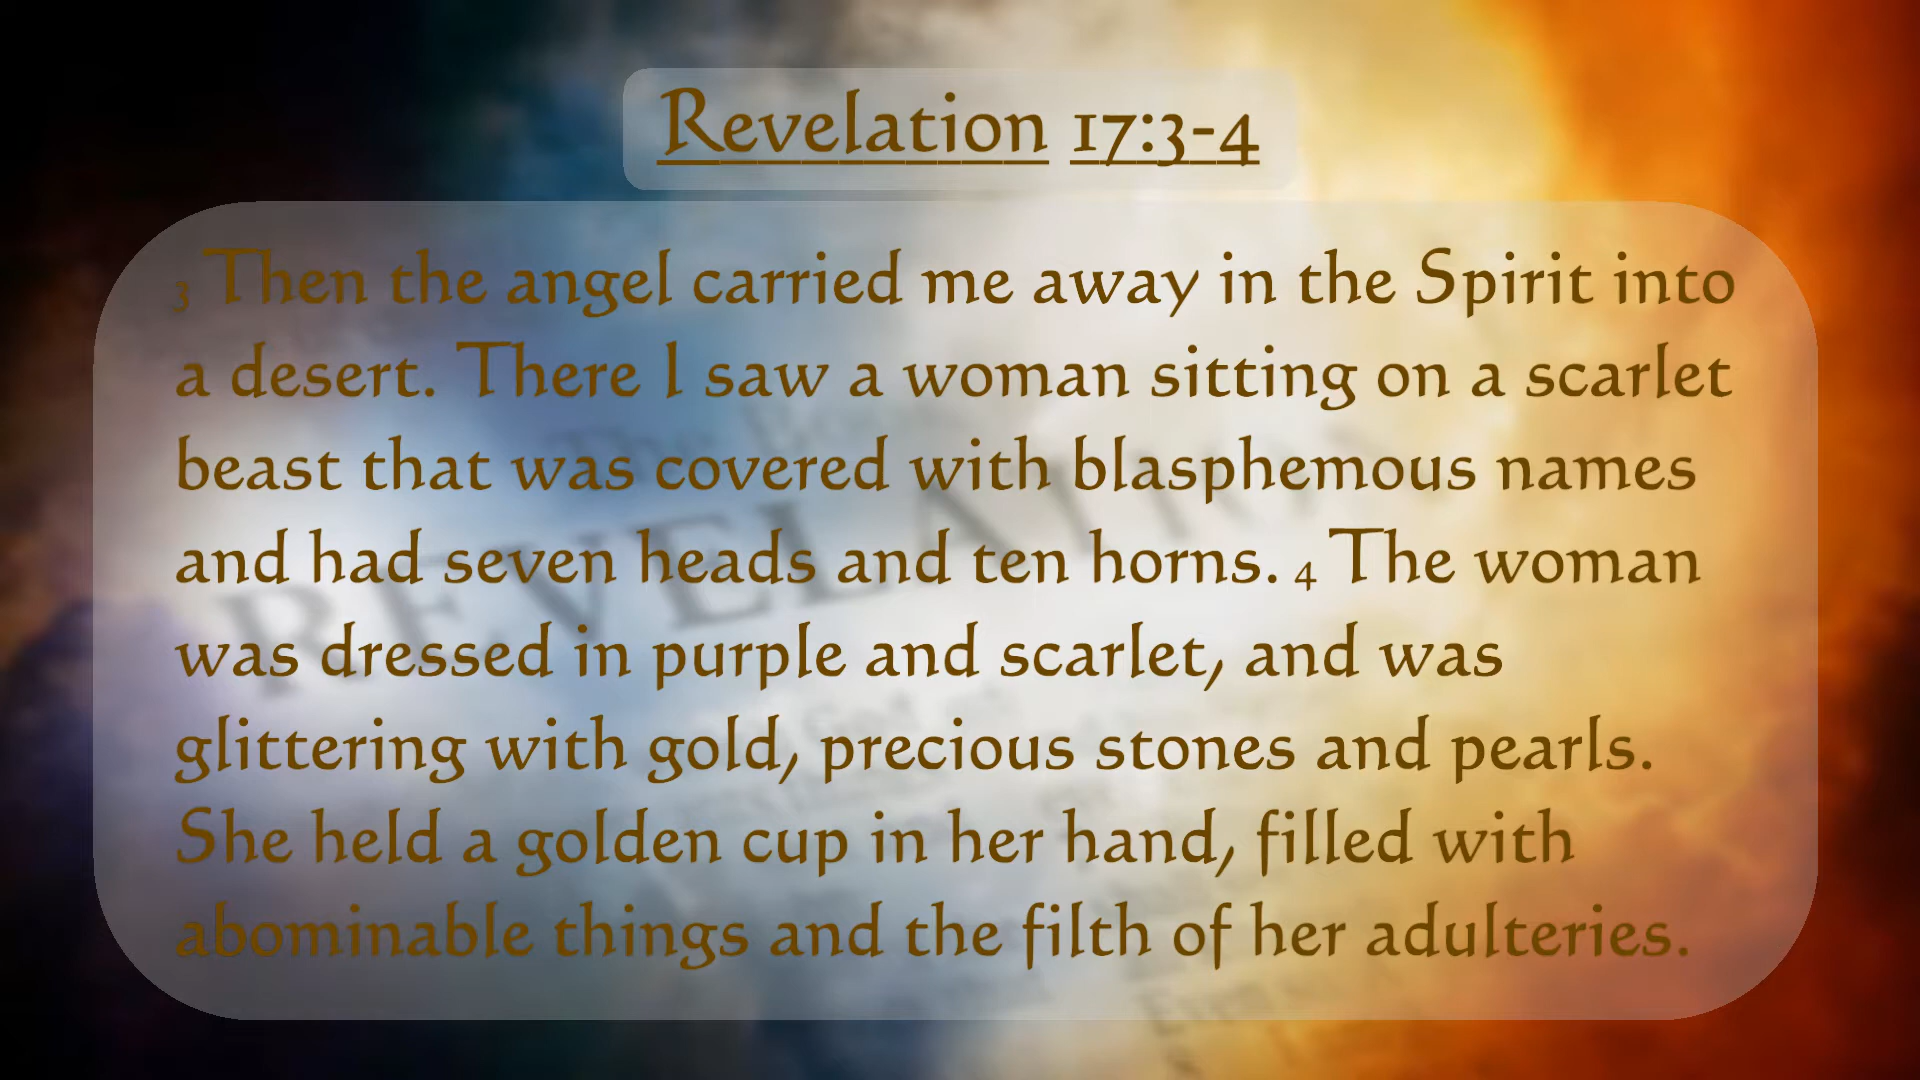 Revelation 17:3-4
3 Then the angel carried me away in the Spirit into
a desert. There I saw a woman sitting on a scarlet
beast that was covered with blasphemous names
and had seven heads and ten horns. 4 The woman
was dressed in purple and scarlet, and was
glittering with gold, precious stones and pearls.
She held a golden cup in her hand, filled with
abominable things and the filth of her adulteries.
The Book
REVELATION